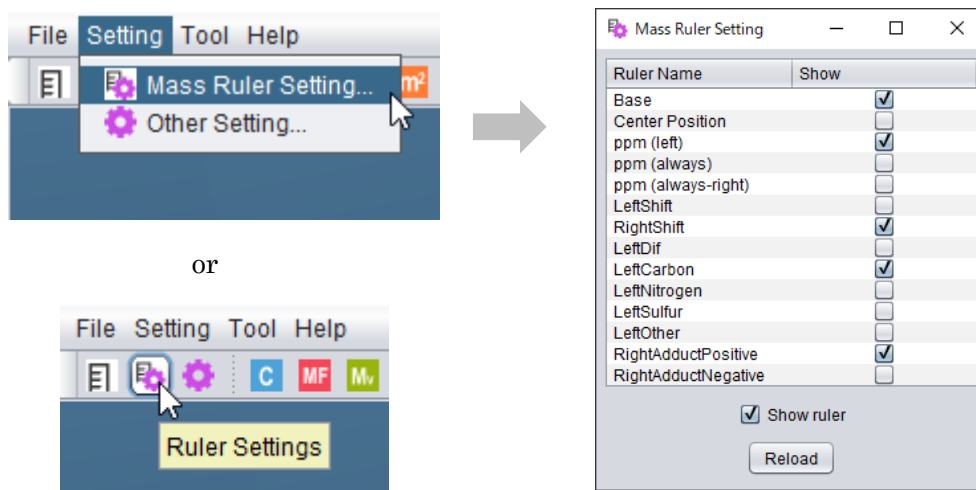 File Setting Tool Help
Mass Ruler Setting...
m²
Other Setting...
or
File Setting Tool Help
C MF Mv
Ruler Settings
Mass Ruler Setting
Ruler Name Show
Base
Center Position
ppm (left)
ppm (always)
ppm (always-right)
LeftShift
RightShift
LeftDif
LeftCarbon
LeftNitrogen
LeftSulfur
LeftOther
RightAdductPositive
RightAdductNegative
Show ruler
Reload